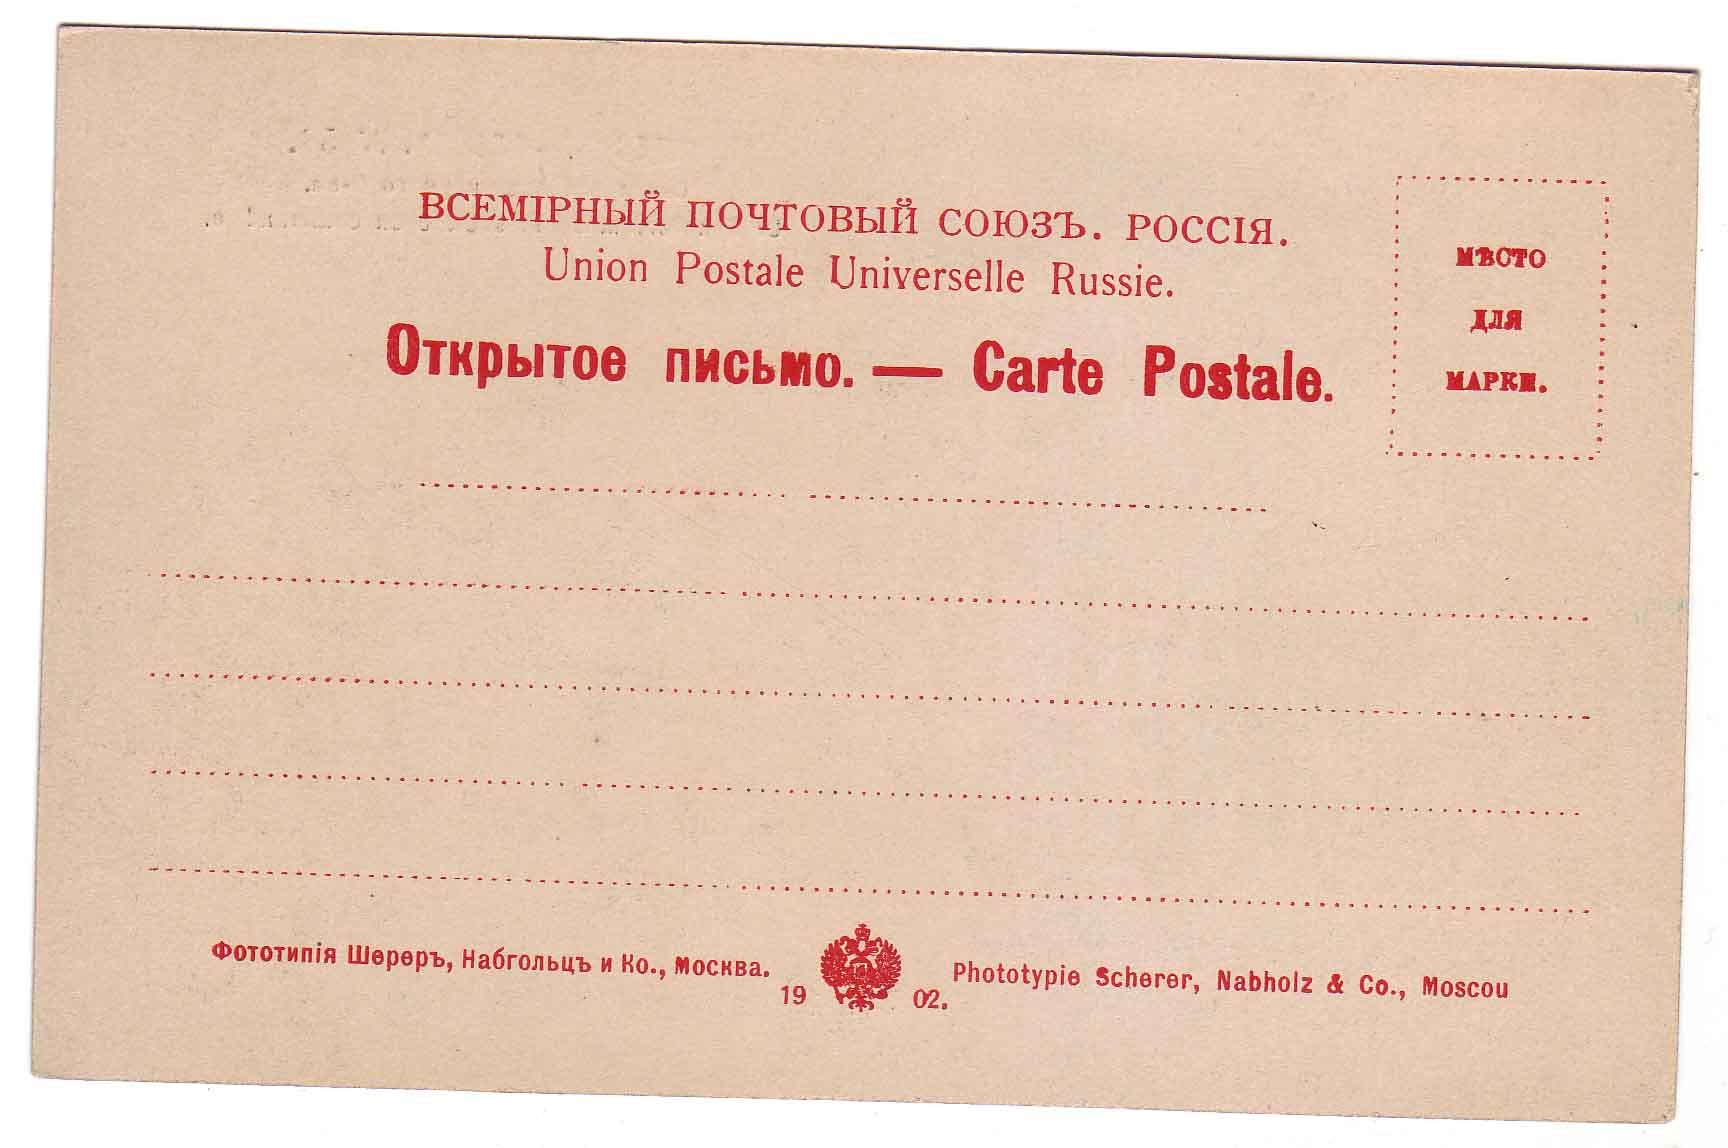 ВСЕМІРНЫЙ ПОЧТОВЫЙ СОЮЗЪ. РОССІЯ.
Union Postale Universelle Russie.
Открытое письмо. — Carte Postale.
МѢСТО
ДЛЯ
МАРКИ.
Фототипія Шереръ, Набгольцъ и Ко., Москва.
19 02.
Phototypie Scherer, Nabholz & Co., Moscou